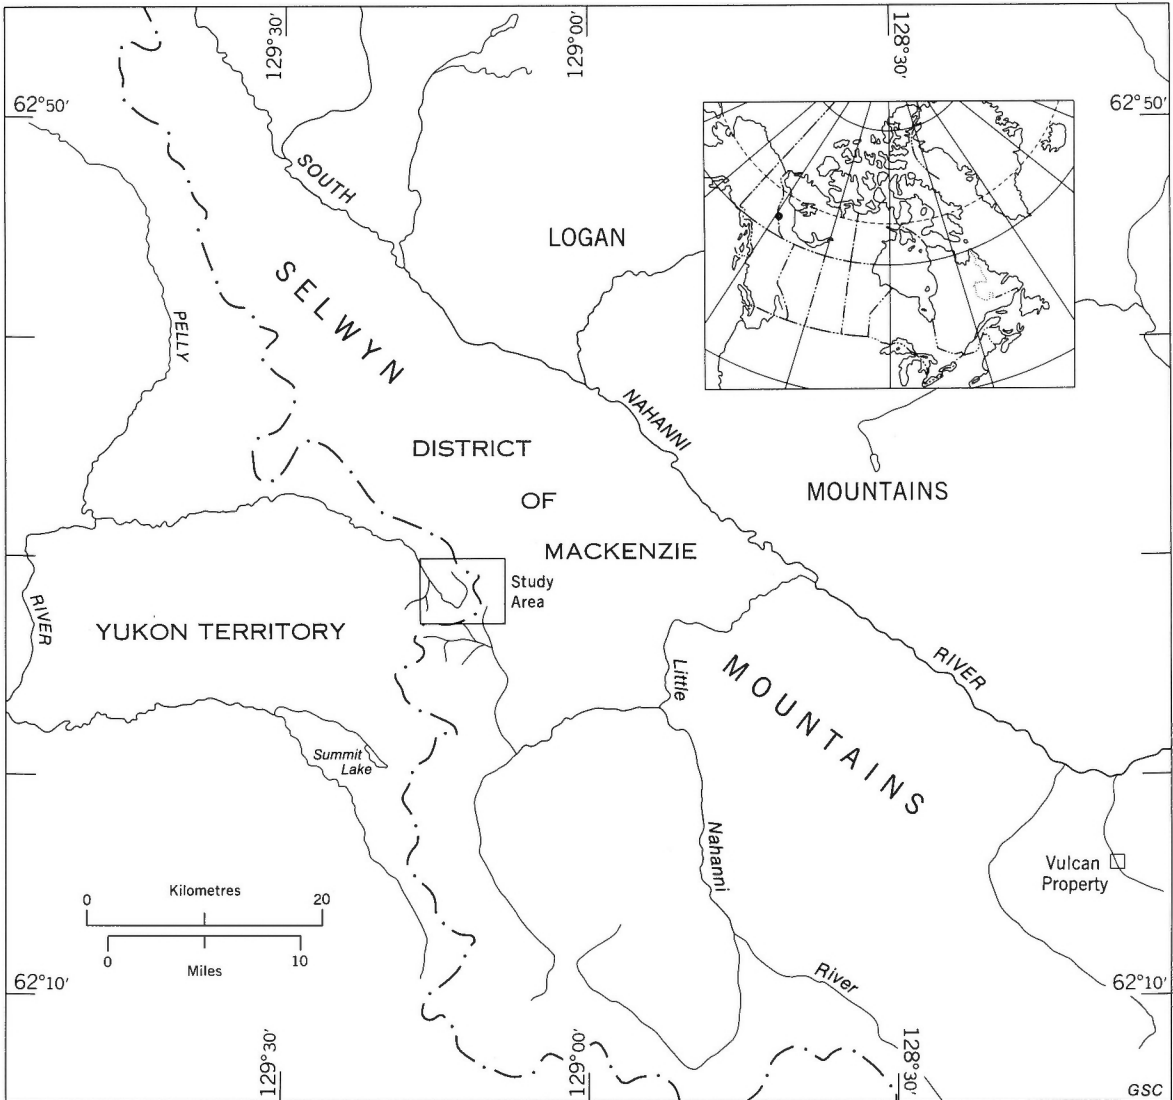 129°30'
129°00'
128°30'
62°50'
62°50'
SOUTH
LOGAN
SELWYN
PELLY
NAHANNI
DISTRICT
OF
MACKENZIE
MOUNTAINS
Study
Area
RIVER
YUKON TERRITORY
Little
RIVER
MOUNTAINS
Summit
Lake
Nahanni
Vulcan
Property
Kilometres
0 20
0 10
Miles
River
62°10'
62°10'
129°30'
129°00'
128°30'
GSC